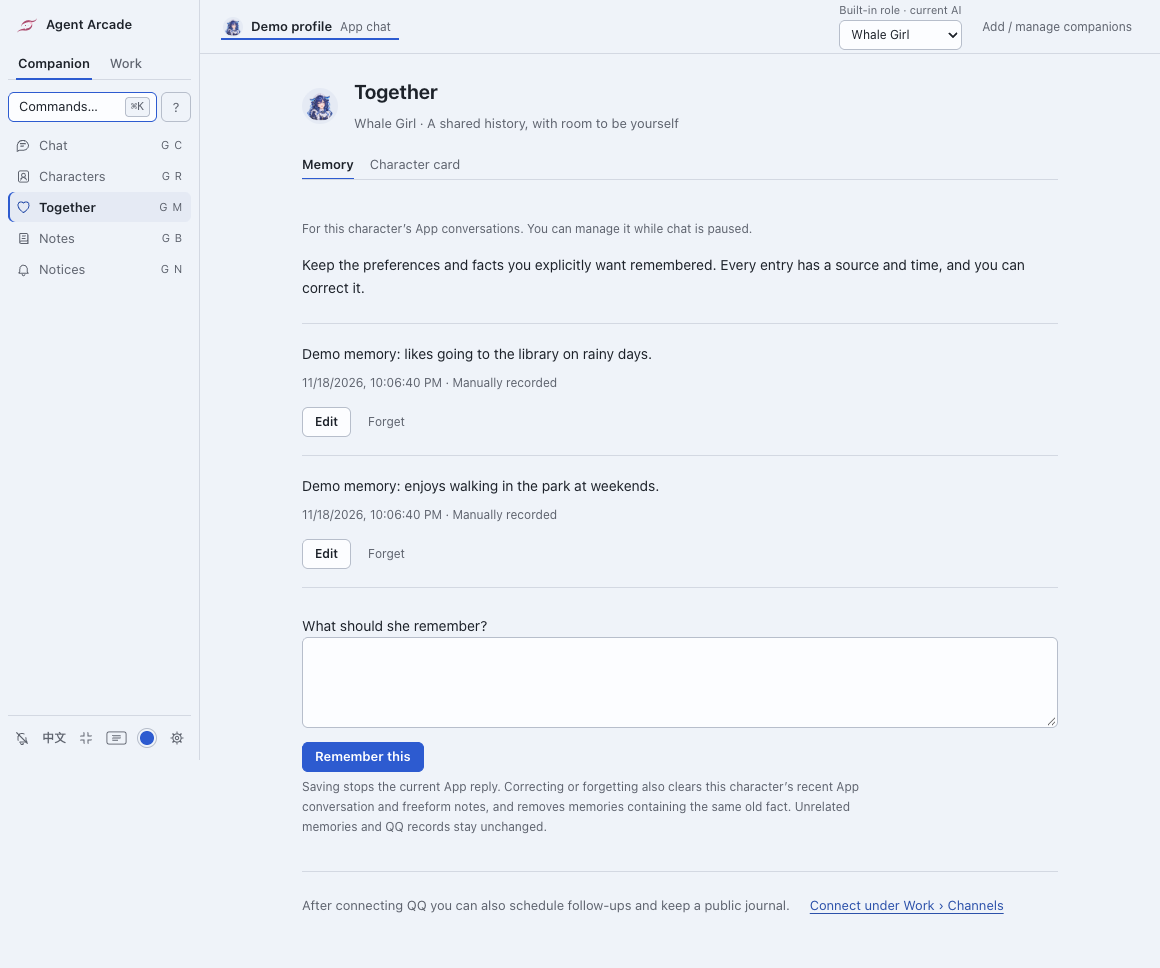 Agent Arcade
Companion
Work
Commands...
⌘K
?
Chat
G C
Characters
G R
Together
G M
Notes
G B
Notices
G N
中文
Demo profile
App chat
Built-in role · current AI
Whale Girl
Add / manage companions
Together
Whale Girl · A shared history, with room to be yourself
Memory
Character card
For this character's App conversations. You can manage it while chat is paused.
Keep the preferences and facts you explicitly want remembered. Every entry has a source and time, and you can
correct it.
Demo memory: likes going to the library on rainy days.
11/18/2026, 10:06:40 PM · Manually recorded
Edit
Forget
Demo memory: enjoys walking in the park at weekends.
11/18/2026, 10:06:40 PM · Manually recorded
Edit
Forget
What should she remember?
Remember this
Saving stops the current App reply. Correcting or forgetting also clears this character's recent App
conversation and freeform notes, and removes memories containing the same old fact. Unrelated
memories and QQ records stay unchanged.
After connecting QQ you can also schedule follow-ups and keep a public journal.
Connect under Work › Channels